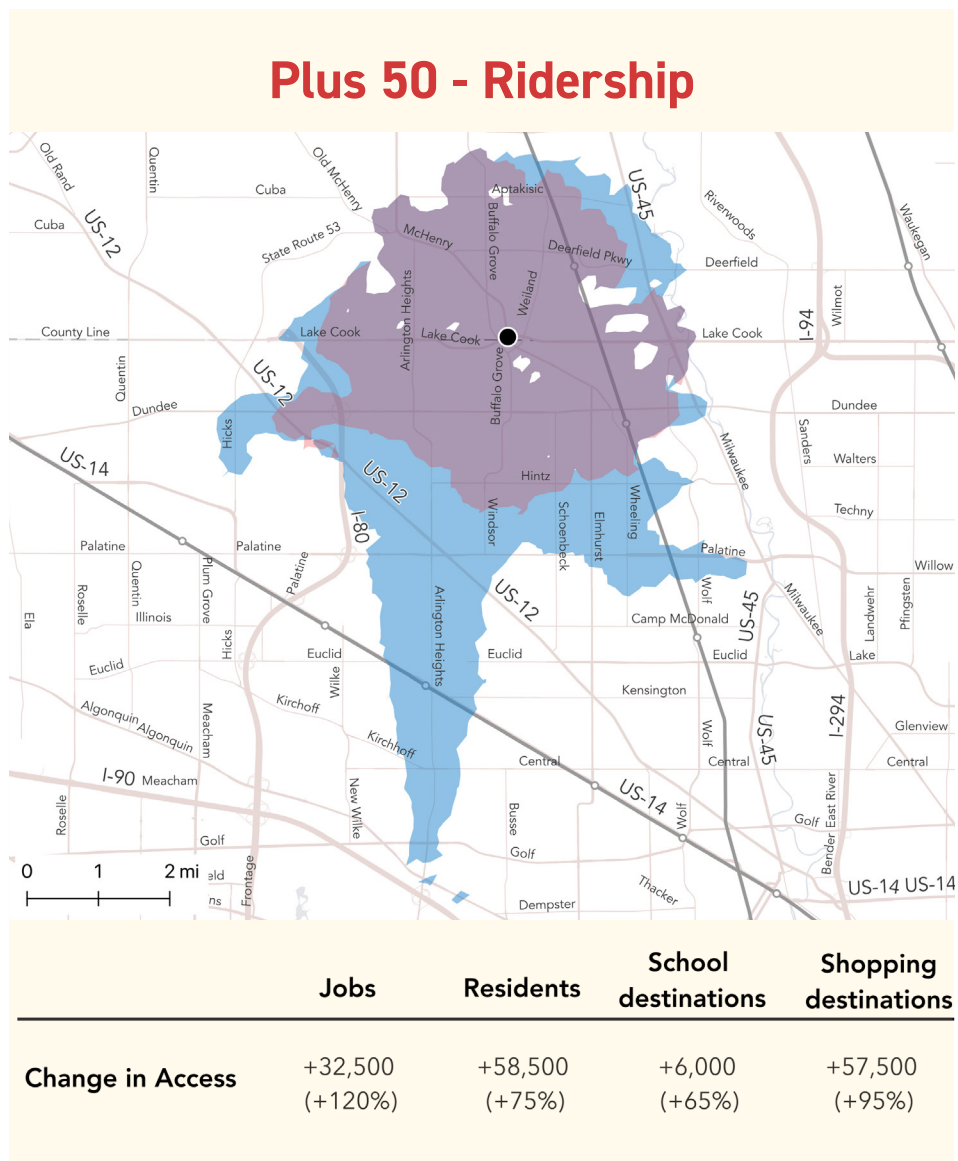 Plus 50 - Ridership
Old Rand
Quentin
Old McHenry
Cuba
Aptakisic
US-45
Riverwoods
Waukegan
Cuba
US-12
State Route 53
McHenry
Buffalo Grove
Deerfield Pkwy
Deerfield
Arlington Heights
Weiland
Wilmot
I-94
County Line
Lake Cook
Lake Cook
Lake Cook
Quentin
US-12
Buffalo Grove
Dundee
Dundee
Hicks
Sanders
Milwaukee
Walters
US-14
US-12
Hintz
Windsor
Schoenbeck
Elmhurst
Wheeling
Techny
I-80
Palatine
Palatine
Palatine
Palatine
Willow
Roselle
Quentin
Plum Grove
US-12
Arlington Heights
Wolf
US-45
Milwaukee
Landwehr
Pfingsten
Ela
Illinois
Hicks
Camp McDonald
Euclid
Euclid
Euclid
Euclid
Lake
Wilke
Kensington
Kirchoff
Algonquin
Algonquin
Meacham
Kirchhoff
Wolf
US-45
I-294
Glenview
Central
Central
Central
I-90
Meacham
Roselle
New Wilke
Busse
US-14
Wolf
Golf
Bender East River
Golf
Golf
0 1 2 mi
eld
ns
Frontage
Thacker
Dempster
US-14
US-14
Jobs
Residents
School
destinations
Shopping
destinations
Change in Access
+32,500
(+120%)
+58,500
(+75%)
+6,000
(+65%)
+57,500
(+95%)